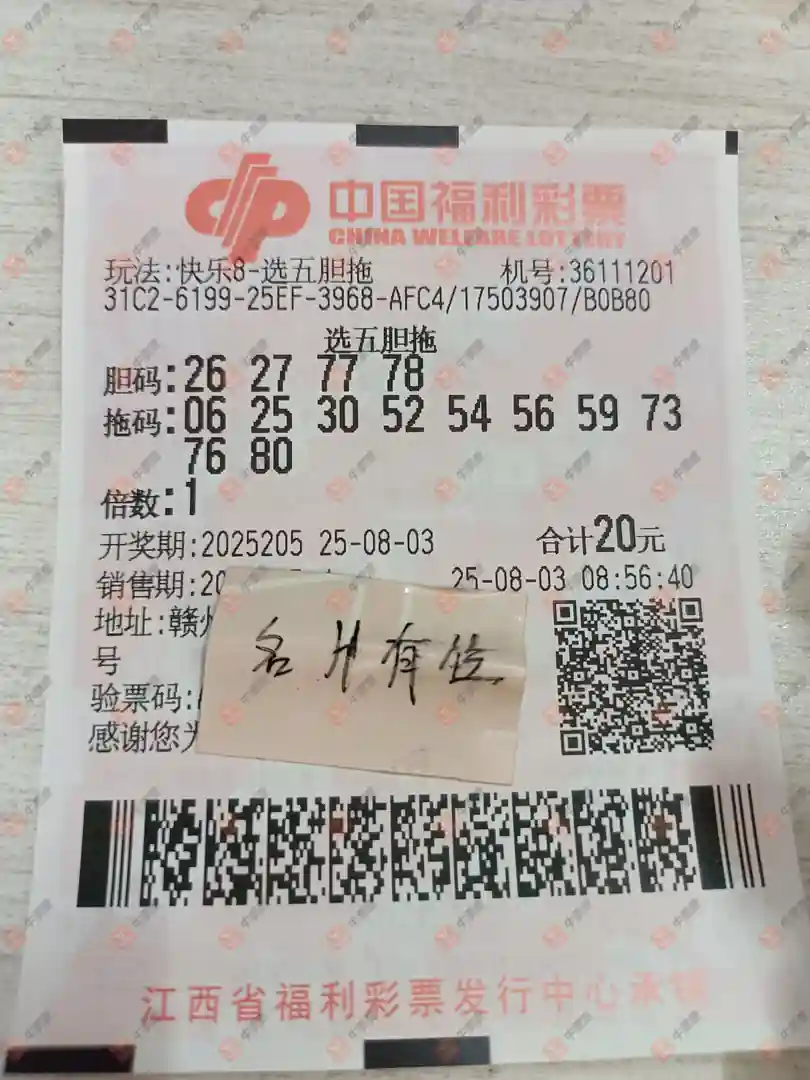 中国福利彩票
CHINA WELFARE LOTTERY
玩法:快乐8-选五胆拖 机号:36111201
31C2-6199-25EF-3968-AFC4/17503907/B0B80
选五胆拖
胆码:26 27 77 78
拖码:06 25 30 52 54 56 59 73
76 80
倍数:1
开奖期:2025205 25-08-03 合计20元
销售期:20 25-08-03 08:56:40
地址:赣州
号
验票码:
感谢您为
名片有位
江西省福利彩票发行中心承销